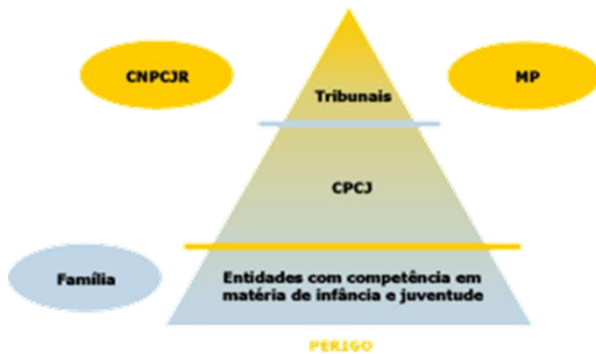 CNPCJR
MP
Tribunais
CPCJ
Família
Entidades com competência em
matéria de infância e juventude
PERIGO